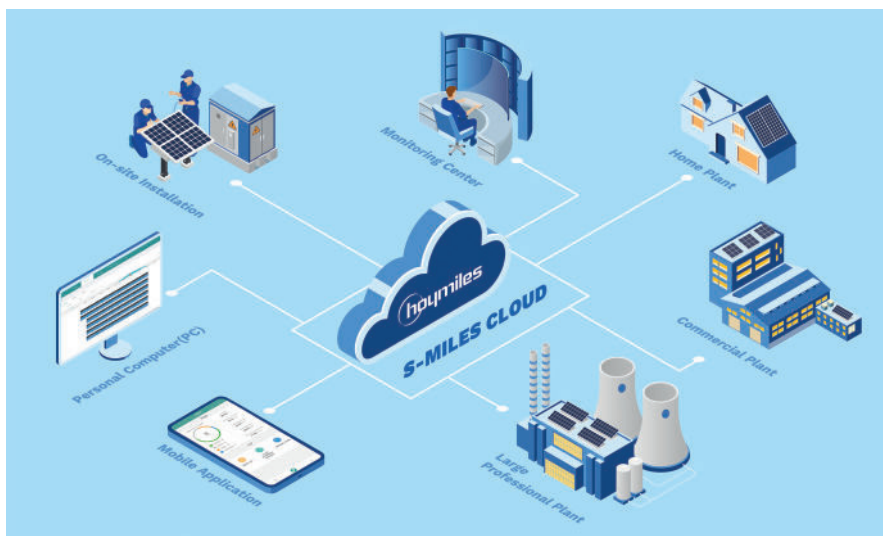 On-site Installation
Monitoring Center
Home Plant
hoymiles
S-MILES CLOUD
Personal Computer(PC)
Commercial Plant
Mobile Application
Large
Professional Plant